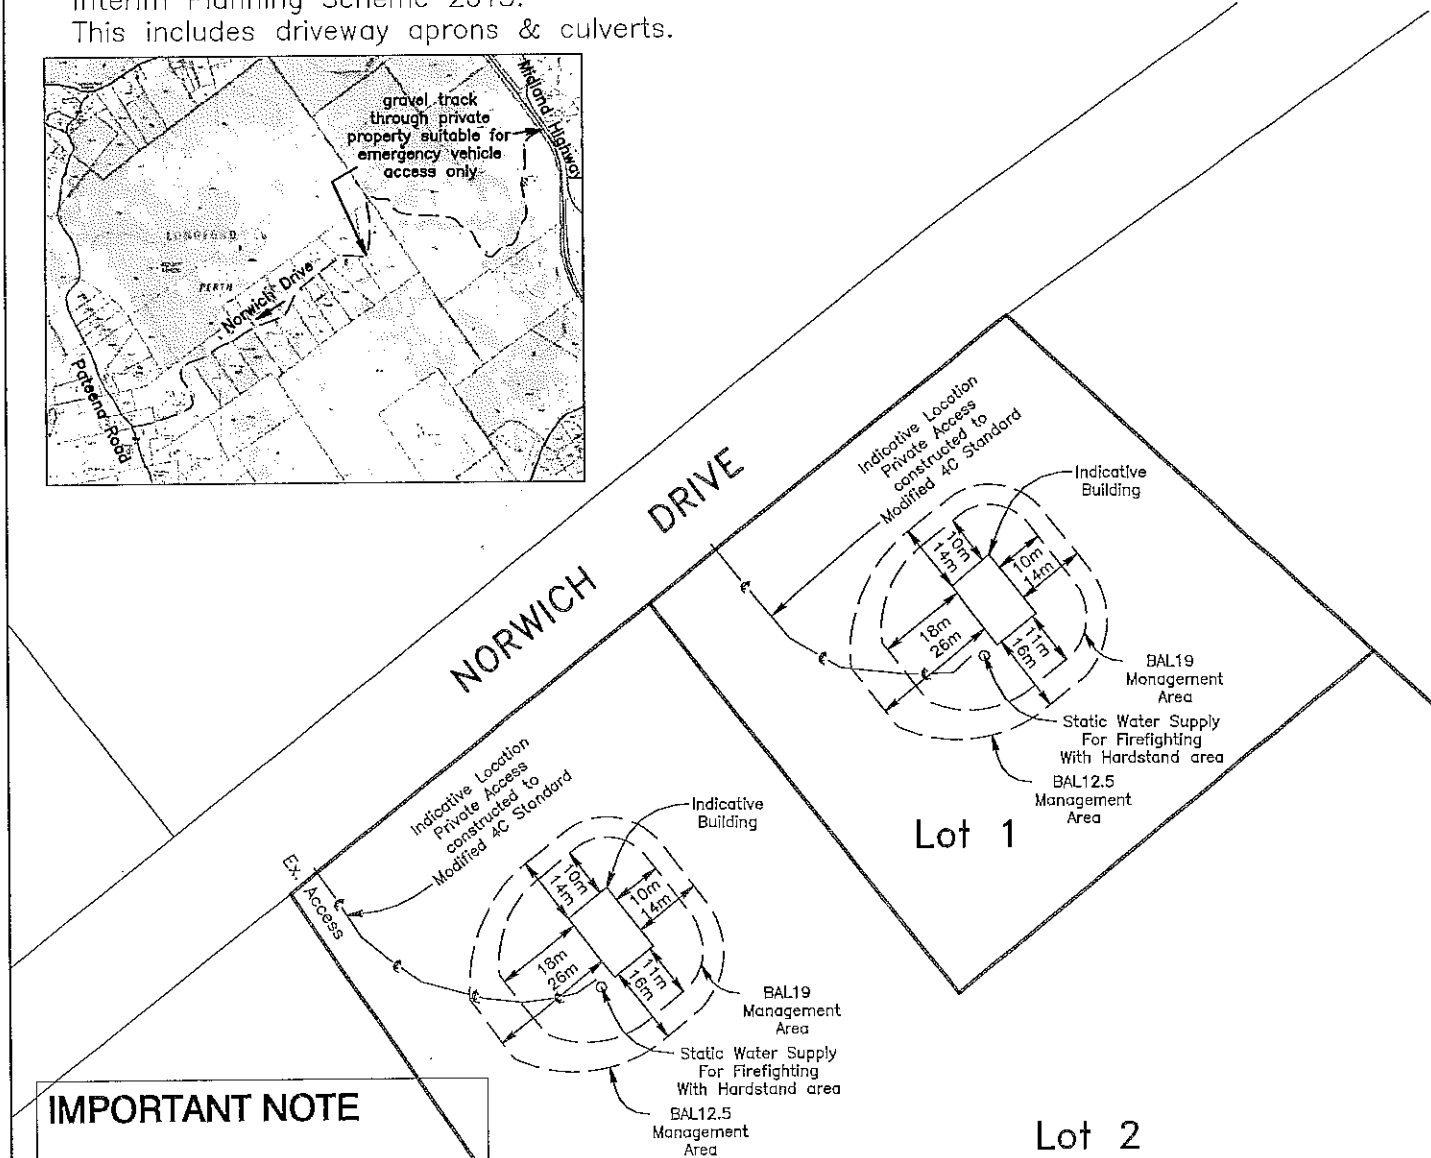 Interim Planning Scheme 2013.
This includes driveway aprons & culverts.
gravel track
through private
property suitable for
emergency vehicle
access only
Midland Highway
LONGFORD
PERTH
Norwich Drive
Pateena Road
NORWICH DRIVE
Indicative Location
Private Access
constructed to
Modified 4C Standard
Indicative
Building
10m
14m
10m
14m
18m
26m
11m
16m
BAL19
Management
Area
Static Water Supply
For Firefighting
With Hardstand area
BAL12.5
Management
Area
Lot 1
Indicative Location
Private Access
constructed to
Modified 4C Standard
Ex. Access
Indicative
Building
10m
14m
10m
14m
18m
26m
11m
16m
BAL19
Management
Area
Static Water Supply
For Firefighting
With Hardstand area
BAL12.5
Management
Area
Lot 2
IMPORTANT NOTE